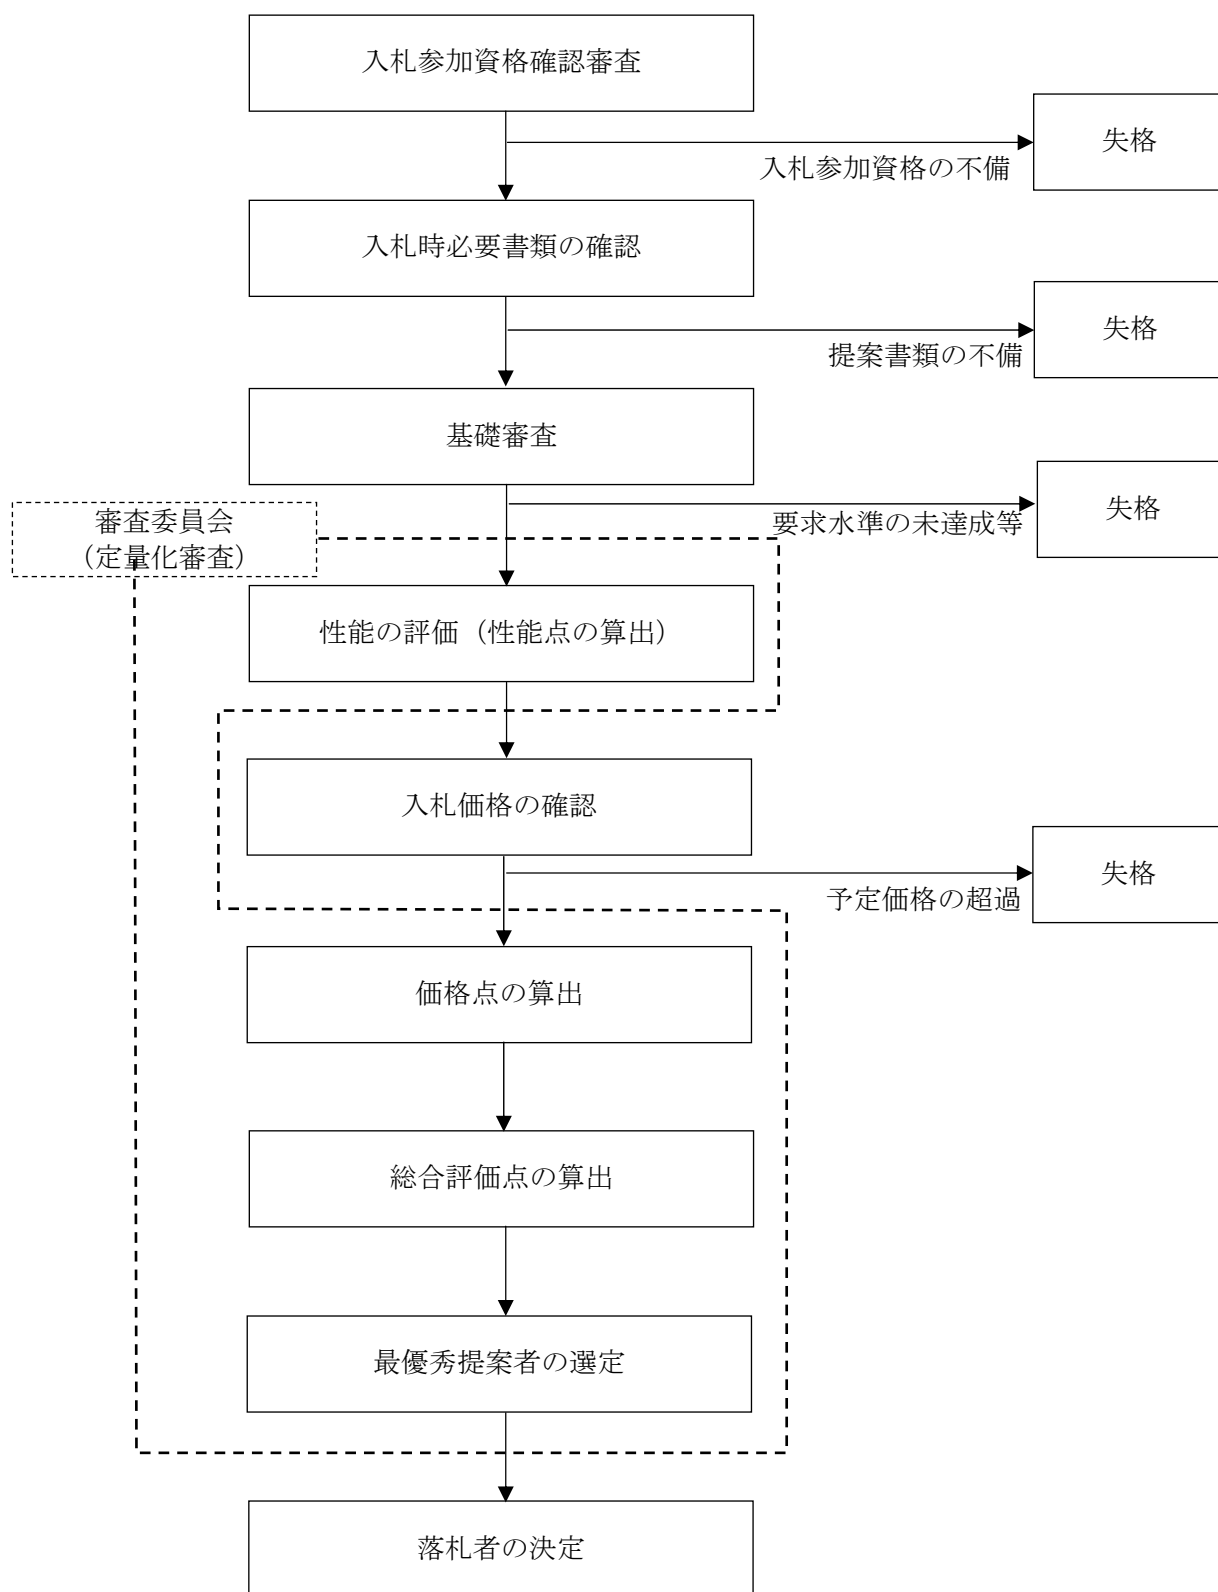 入札参加資格確認審査
失格
入札参加資格の不備
入札時必要書類の確認
失格
提案書類の不備
基礎審査
失格
要求水準の未達成等
審査委員会
（定量化審査）
性能の評価（性能点の算出）
入札価格の確認
失格
予定価格の超過
価格点の算出
総合評価点の算出
最優秀提案者の選定
落札者の決定